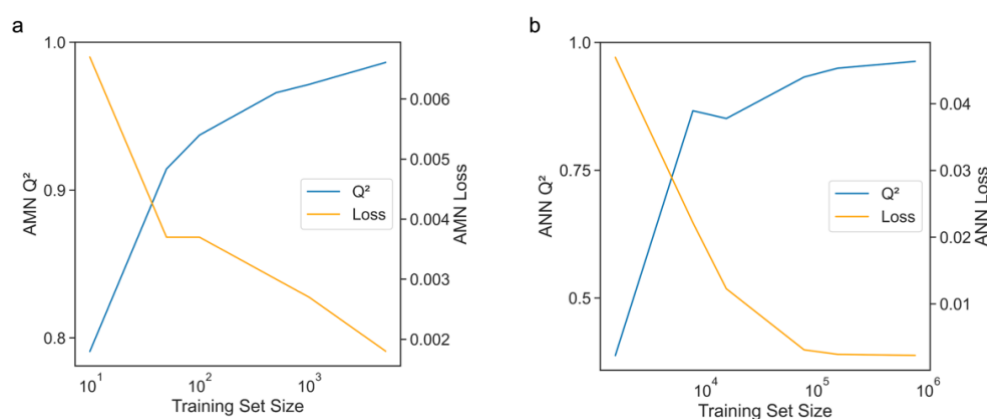 a
1.0
0.9
0.8
AMN Q²
0.006
0.005
0.004
0.003
0.002
AMN Loss
Q²
Loss
10¹
10²
10³
Training Set Size
b
1.0
0.75
0.5
ANN Q²
0.04
0.03
0.02
0.01
ANN Loss
Q²
Loss
10⁴
10⁵
10⁶
Training Set Size